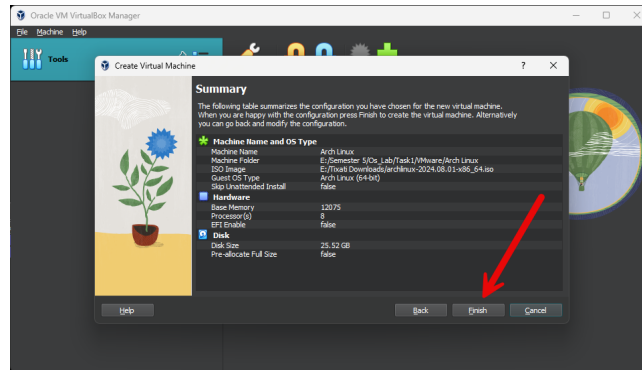 Oracle VM VirtualBox Manager
File Machine Help
Tools
Create Virtual Machine
Summary
The following table summarizes the configuration you have chosen for the new virtual machine.
When you are happy with the configuration press Finish to create the virtual machine. Alternatively
you can go back and modify the configuration.
Machine Name and OS Type
Machine Name Arch Linux
Machine Folder E:/Semester 5/Os_Lab/Task1/VMware/Arch Linux
ISO Image E:/Tixati Downloads/archlinux-2024.08.01-x86_64.iso
Guest OS Type Arch Linux (64-bit)
Skip Unattended Install false
Hardware
Base Memory 12075
Processor(s) 8
EFI Enable false
Disk
Disk Size 25.52 GB
Pre-allocate Full Size false
Help Back Finish Cancel